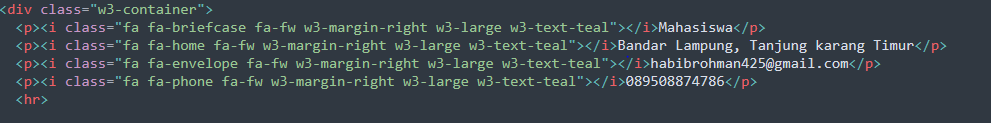 <div class="w3-container">
<p><i class="fa fa-briefcase fa-fw w3-margin-right w3-large w3-text-teal"></i>Mahasiswa</p>
<p><i class="fa fa-home fa-fw w3-margin-right w3-large w3-text-teal"></i>Bandar Lampung, Tanjung karang Timur</p>
<p><i class="fa fa-envelope fa-fw w3-margin-right w3-large w3-text-teal"></i>habibrohman425@gmail.com</p>
<p><i class="fa fa-phone fa-fw w3-margin-right w3-large w3-text-teal"></i>089508874786</p>
<hr>